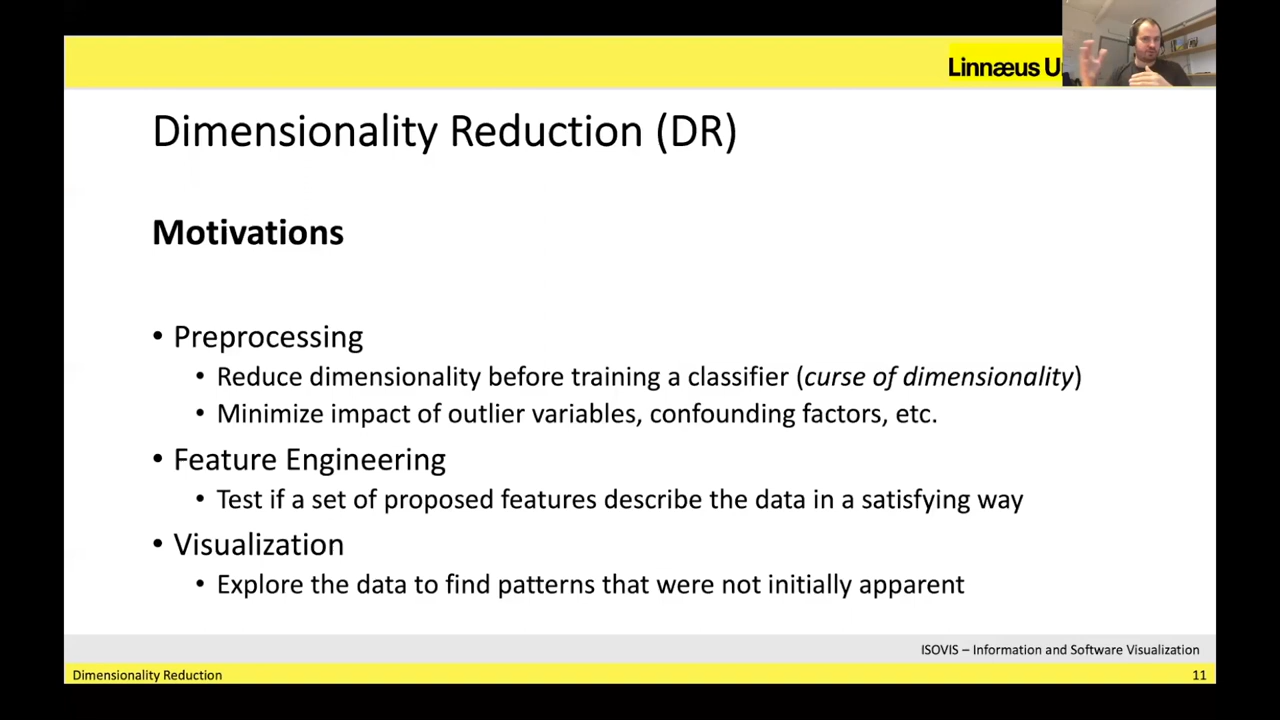 Linnæus U
Dimensionality Reduction (DR)
Motivations
• Preprocessing
• Reduce dimensionality before training a classifier (curse of dimensionality)
• Minimize impact of outlier variables, confounding factors, etc.
• Feature Engineering
• Test if a set of proposed features describe the data in a satisfying way
• Visualization
• Explore the data to find patterns that were not initially apparent
ISOVIS – Information and Software Visualization
Dimensionality Reduction
11